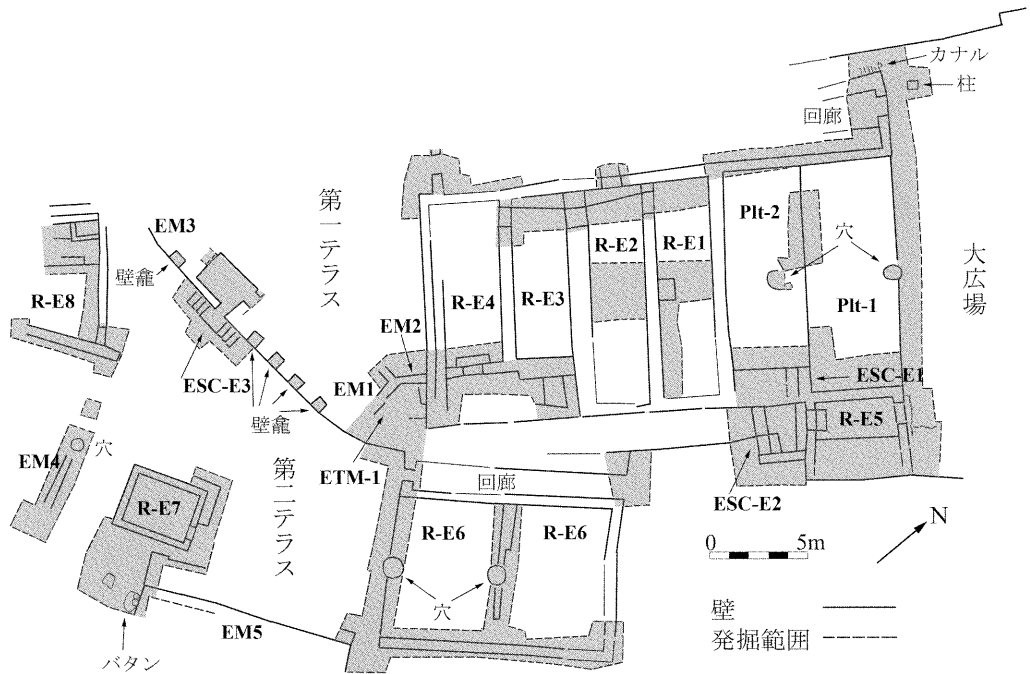 カナル
柱
回廊
EM3
第一テラス
Plt-2
穴
壁龕
R-E2
R-E1
大広場
R-E8
R-E4
R-E3
Plt-1
EM2
ESC-E3
EM1
ESC-E1
壁龕
R-E5
EM4
穴
第二テラス
ETM-1
回廊
ESC-E2
R-E7
R-E6
R-E6
0
5m
N
穴
壁
EM5
発掘範囲
バタン